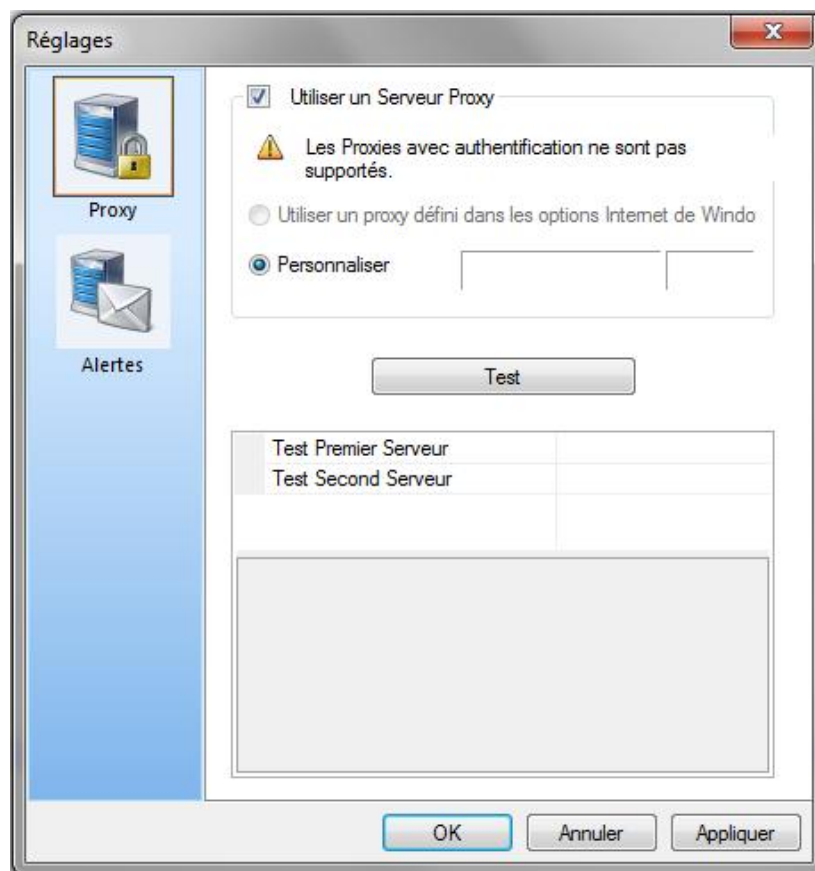 Réglages
Proxy
Alertes
Utiliser un Serveur Proxy
Les Proxies avec authentification ne sont pas
supportés.
Utiliser un proxy défini dans les options Internet de Windo
Personnaliser
Test
Test Premier Serveur
Test Second Serveur
OK
Annuler
Appliquer